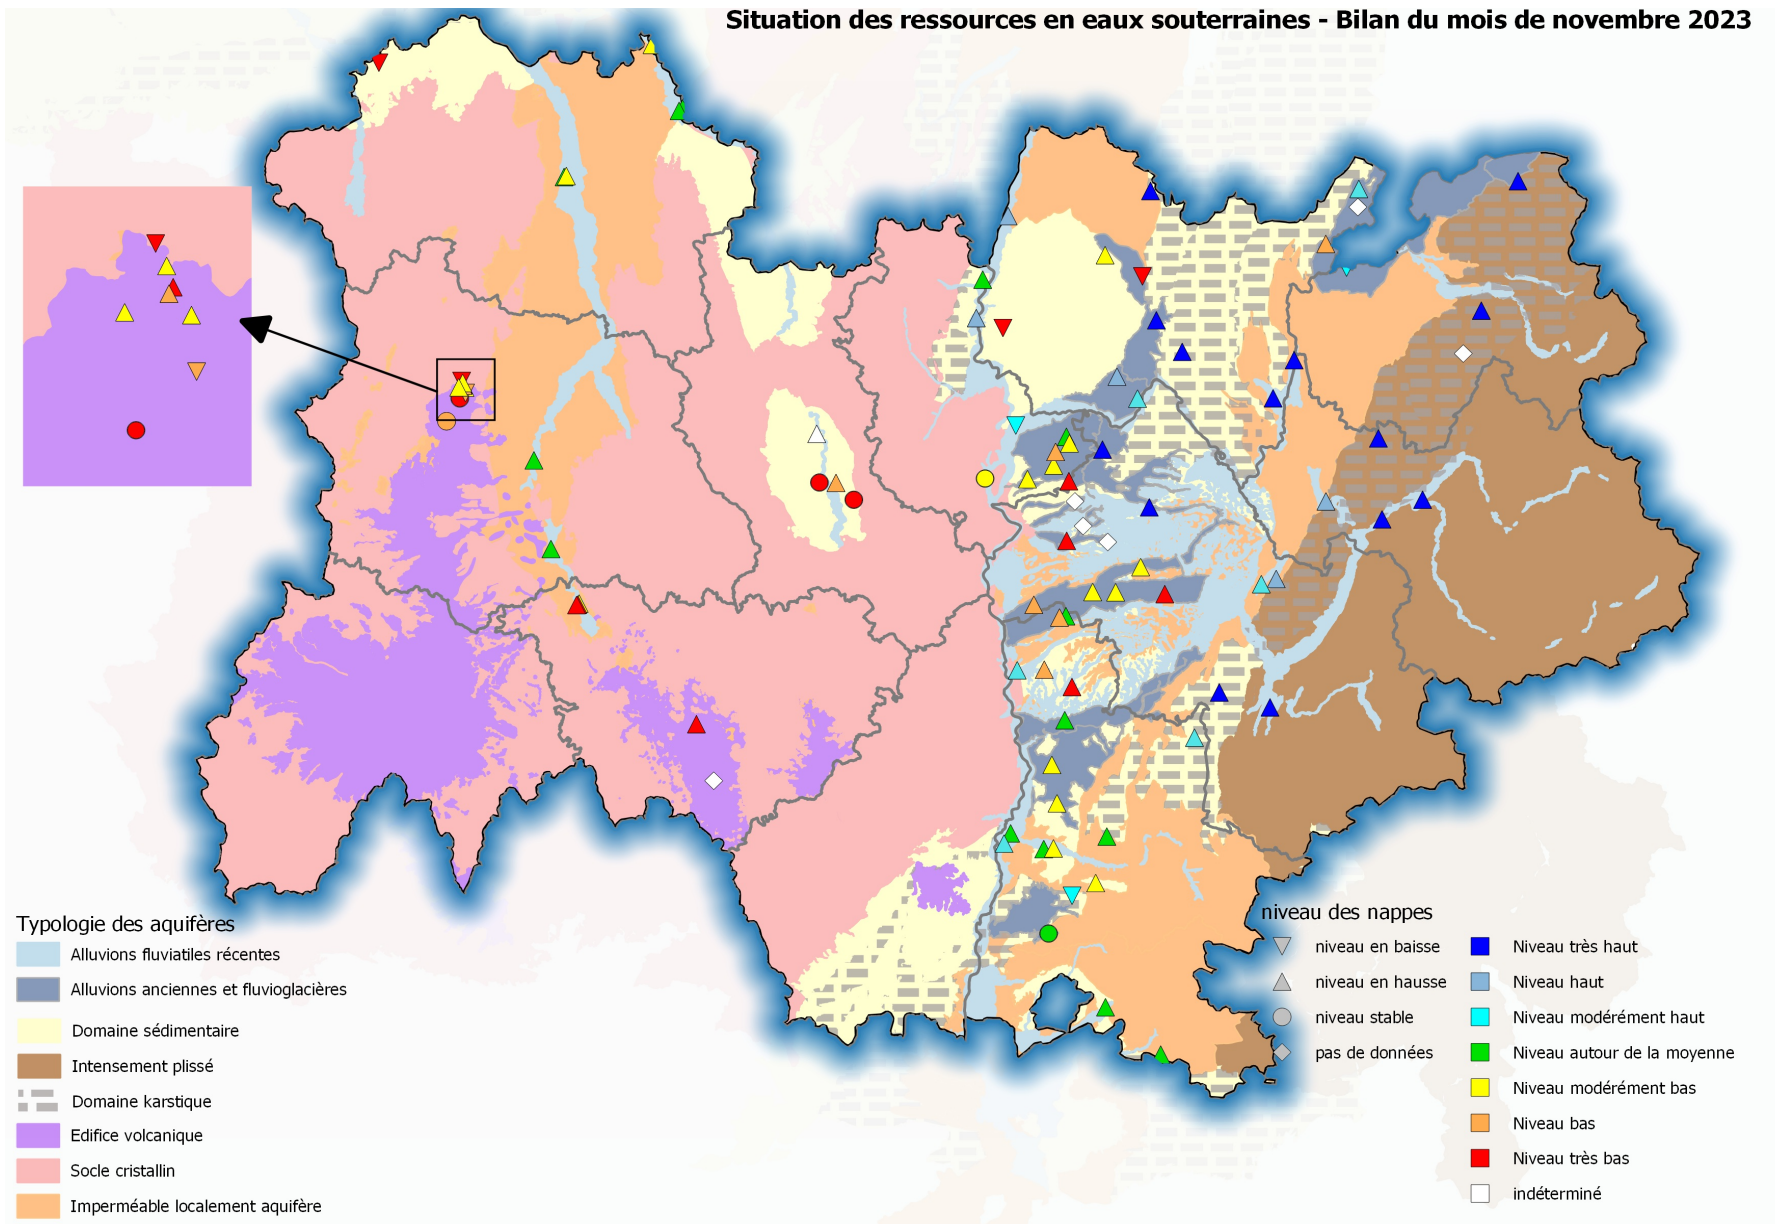 Situation des ressources en eaux souterraines - Bilan du mois de novembre 2023
Typologie des aquifères
Alluvions fluviatiles récentes
Alluvions anciennes et fluvioglacières
Domaine sédimentaire
Intensement plissé
Domaine karstique
Edifice volcanique
Socle cristallin
Imperméable localement aquifère
niveau des nappes
niveau en baisse
niveau en hausse
niveau stable
pas de données
Niveau très haut
Niveau haut
Niveau modérément haut
Niveau autour de la moyenne
Niveau modérément bas
Niveau bas
Niveau très bas
indéterminé